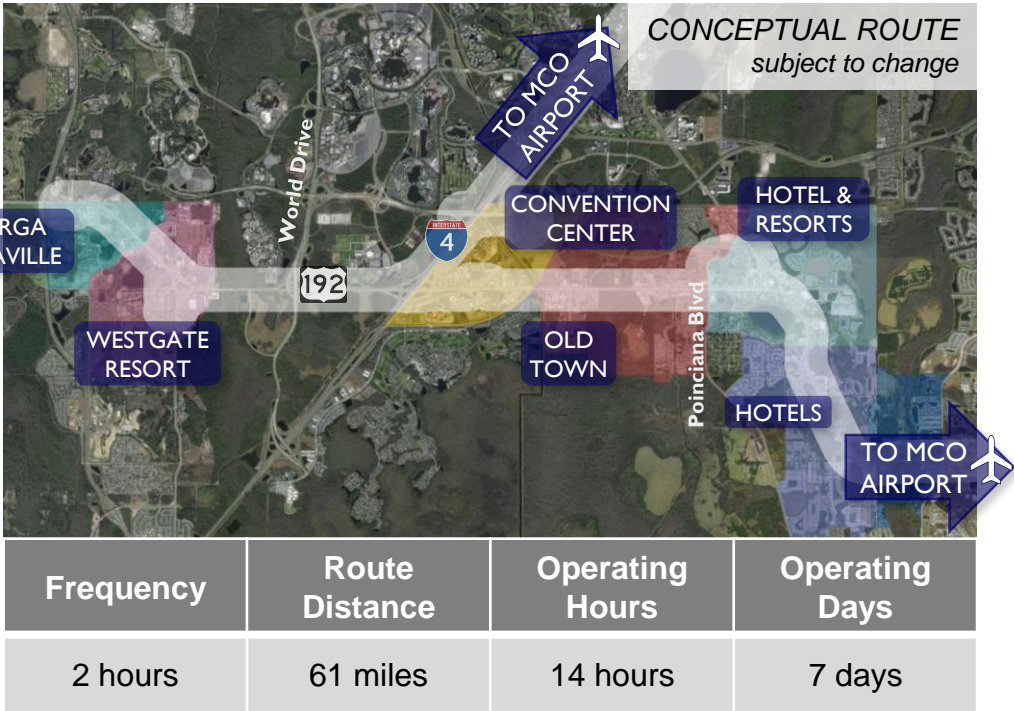 CONCEPTUAL ROUTE
subject to change
TO MCO
AIRPORT
World Drive
CONVENTION
CENTER
HOTEL &
RESORTS
RGA
AVILLE
INTERSTATE
4
192
WESTGATE
RESORT
OLD
TOWN
Poinciana Blvd
HOTELS
TO MCO
AIRPORT
Frequency
Route
Distance
Operating
Hours
Operating
Days
2 hours
61 miles
14 hours
7 days